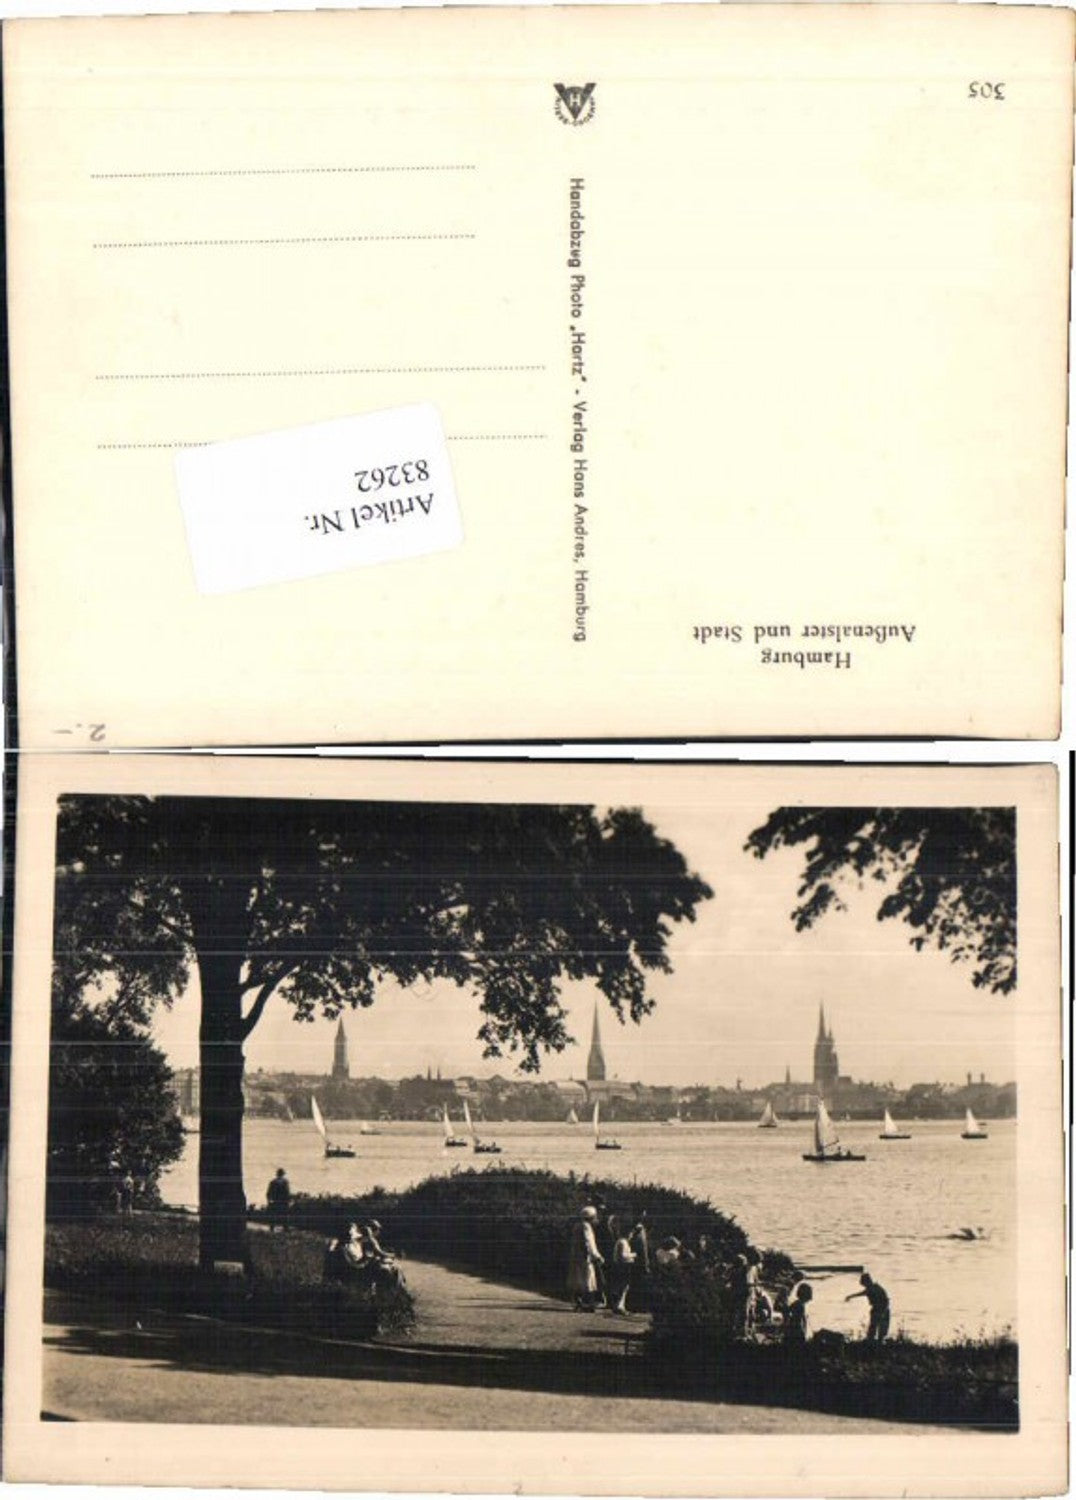 305
Handabzug Photo „Hartz“ - Verlag Hans Andres, Hamburg
Hamburg
Außenalster und Stadt
Artikel Nr.
83262
2.-